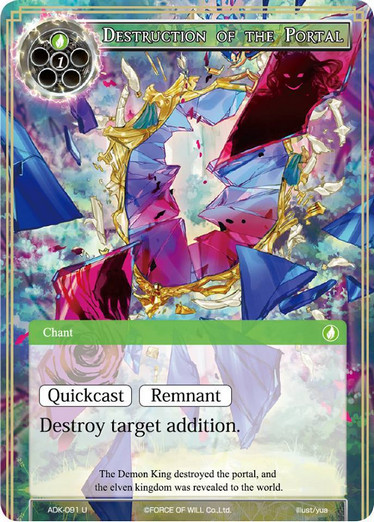 Destruction of the Portal
1
Chant
Quickcast Remnant
Destroy target addition.
The Demon King destroyed the portal, and
the elven kingdom was revealed to the world.
ADK-091 U ©FORCE OF WILL Co.,Ltd. Illust/yue